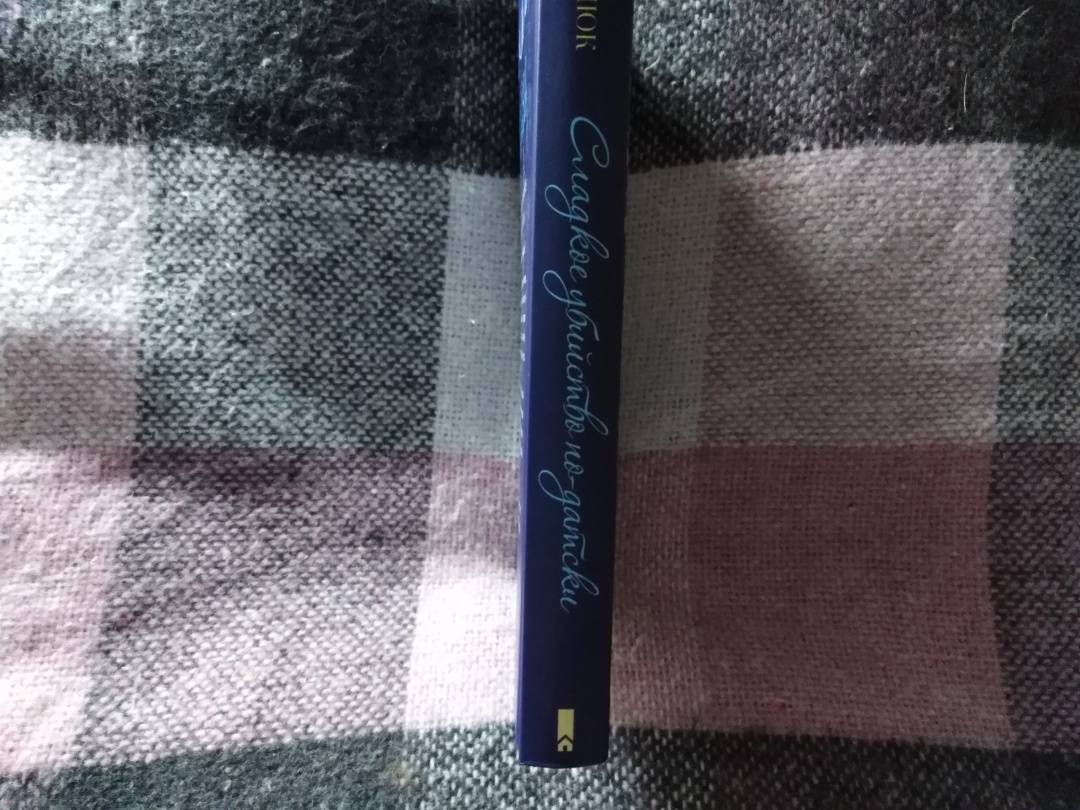 Сладкое убийство по-датски